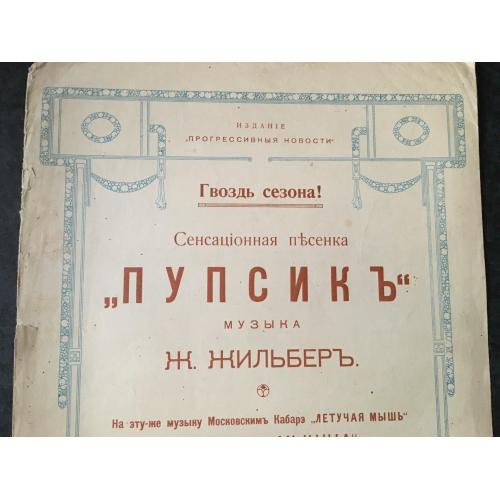 ИЗДАНІЕ
„ПРОГРЕССИВНЫЯ НОВОСТИ“
Гвоздь сезона!
Сенсаціонная пѣсенка
„ПУПСИКЪ“
МУЗЫКА
Ж. ЖИЛЬБЕРЪ.
На эту-же музыку Московскимъ Кабарэ „ЛЕТУЧАЯ МЫШЬ“